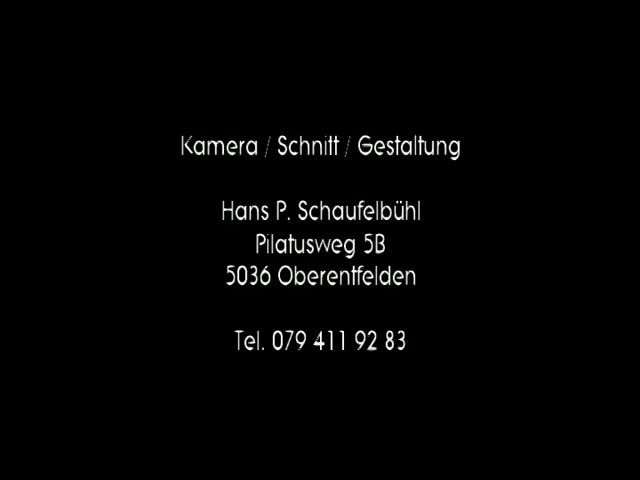 Kamera / Schnitt / Gestaltung
Hans P. Schaufelbühl
Pilatusweg 5B
5036 Oberentfelden
Tel. 079 411 92 83